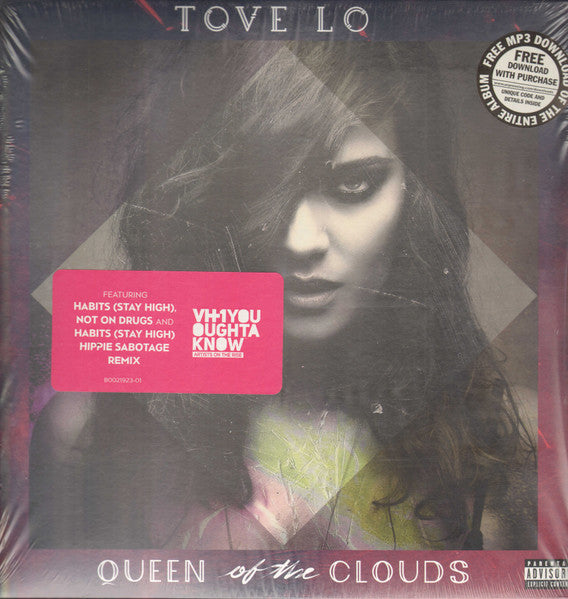 TOVE LO
FREE MP3 DOWNLOAD OF THE ENTIRE ALBUM
FREE
DOWNLOAD
WITH PURCHASE
UNIQUE CODE AND
DETAILS INSIDE
FEATURING
HABITS (STAY HIGH),
NOT ON DRUGS AND
HABITS (STAY HIGH)
HIPPIE SABOTAGE
REMIX
B0021923-01
VH1 YOU
OUGHTA
KNOW
ARTISTS ON THE RISE
QUEEN of the CLOUDS
PARENTAL
ADVISORY
EXPLICIT CONTENT